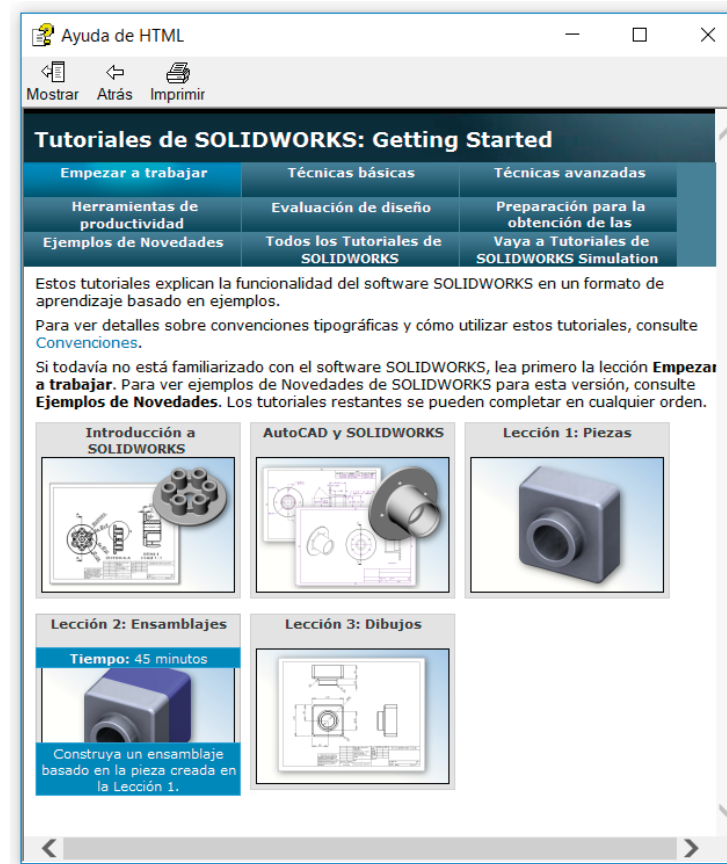 Ayuda de HTML
Mostrar Atrás Imprimir
Tutoriales de SOLIDWORKS: Getting Started
Empezar a trabajar Técnicas básicas Técnicas avanzadas
Herramientas de productividad Evaluación de diseño Preparación para la obtención de las
Ejemplos de Novedades Todos los Tutoriales de SOLIDWORKS Vaya a Tutoriales de SOLIDWORKS Simulation
Estos tutoriales explican la funcionalidad del software SOLIDWORKS en un formato de
aprendizaje basado en ejemplos.
Para ver detalles sobre convenciones tipográficas y cómo utilizar estos tutoriales, consulte
Convenciones.
Si todavía no está familiarizado con el software SOLIDWORKS, lea primero la lección Empezar
a trabajar. Para ver ejemplos de Novedades de SOLIDWORKS para esta versión, consulte
Ejemplos de Novedades. Los tutoriales restantes se pueden completar en cualquier orden.
Introducción a
SOLIDWORKS
AutoCAD y SOLIDWORKS
Lección 1: Piezas
Lección 2: Ensamblajes
Tiempo: 45 minutos
Construya un ensamblaje
basado en la pieza creada en
la Lección 1.
Lección 3: Dibujos